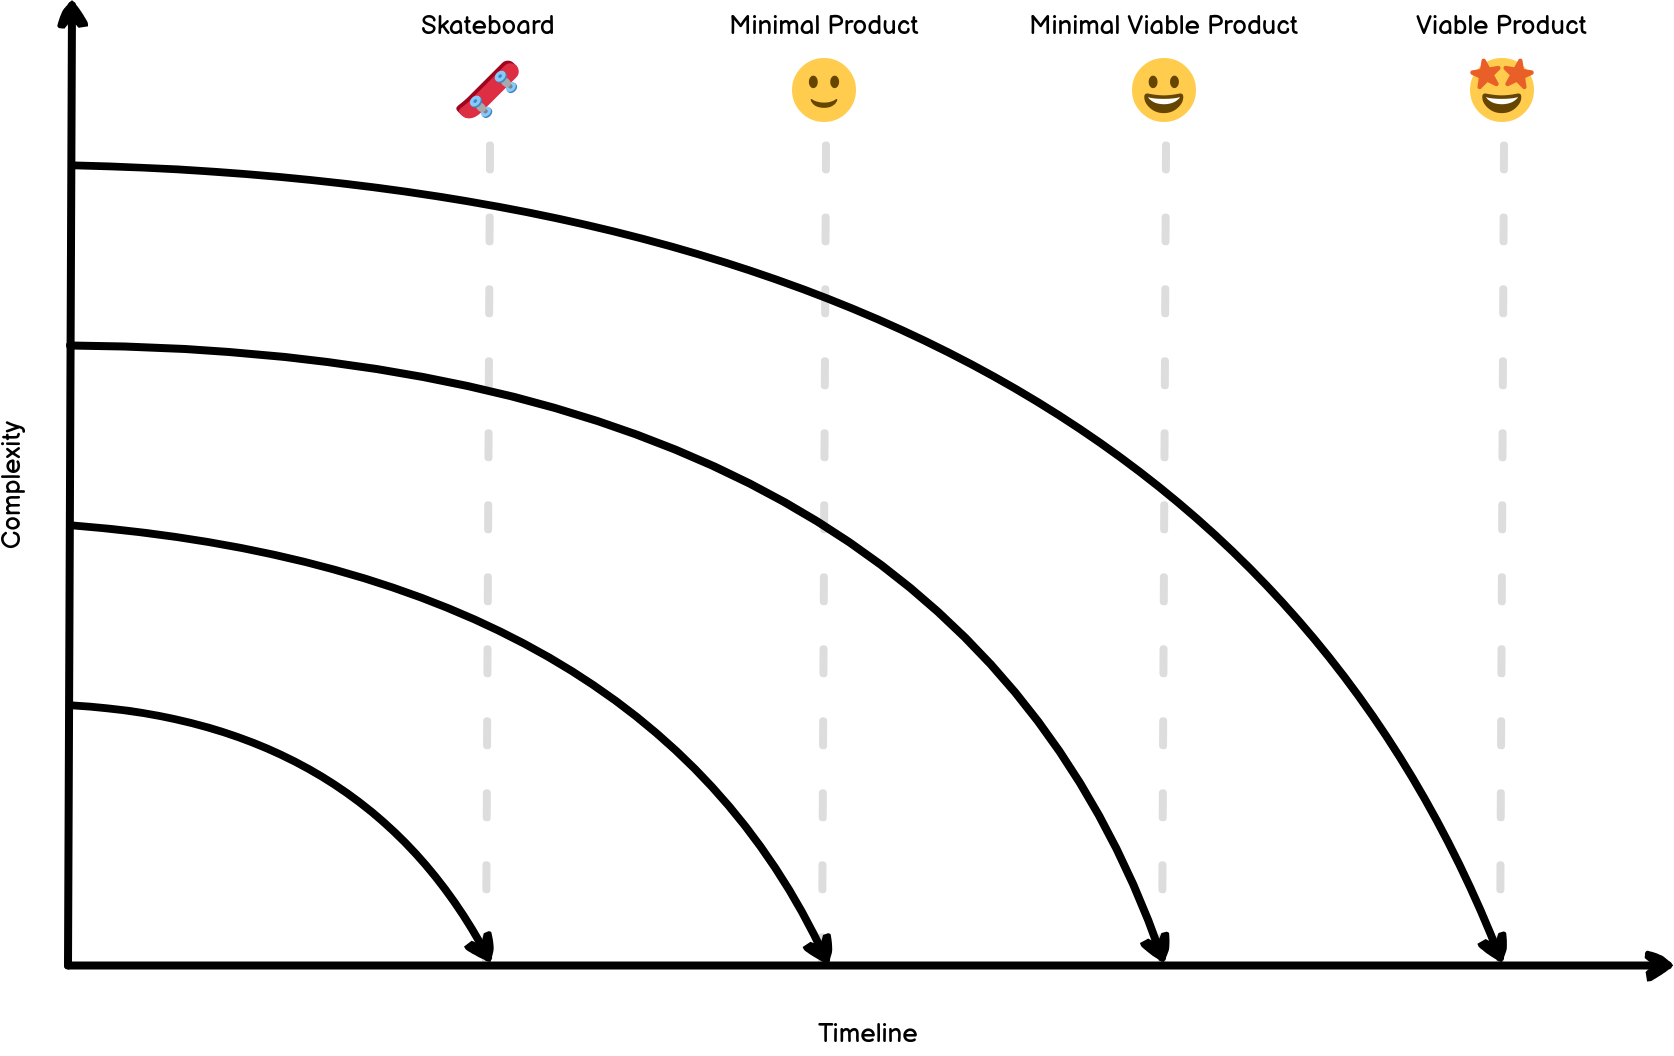 Skateboard
Minimal Product
Minimal Viable Product
Viable Product
Complexity
Timeline